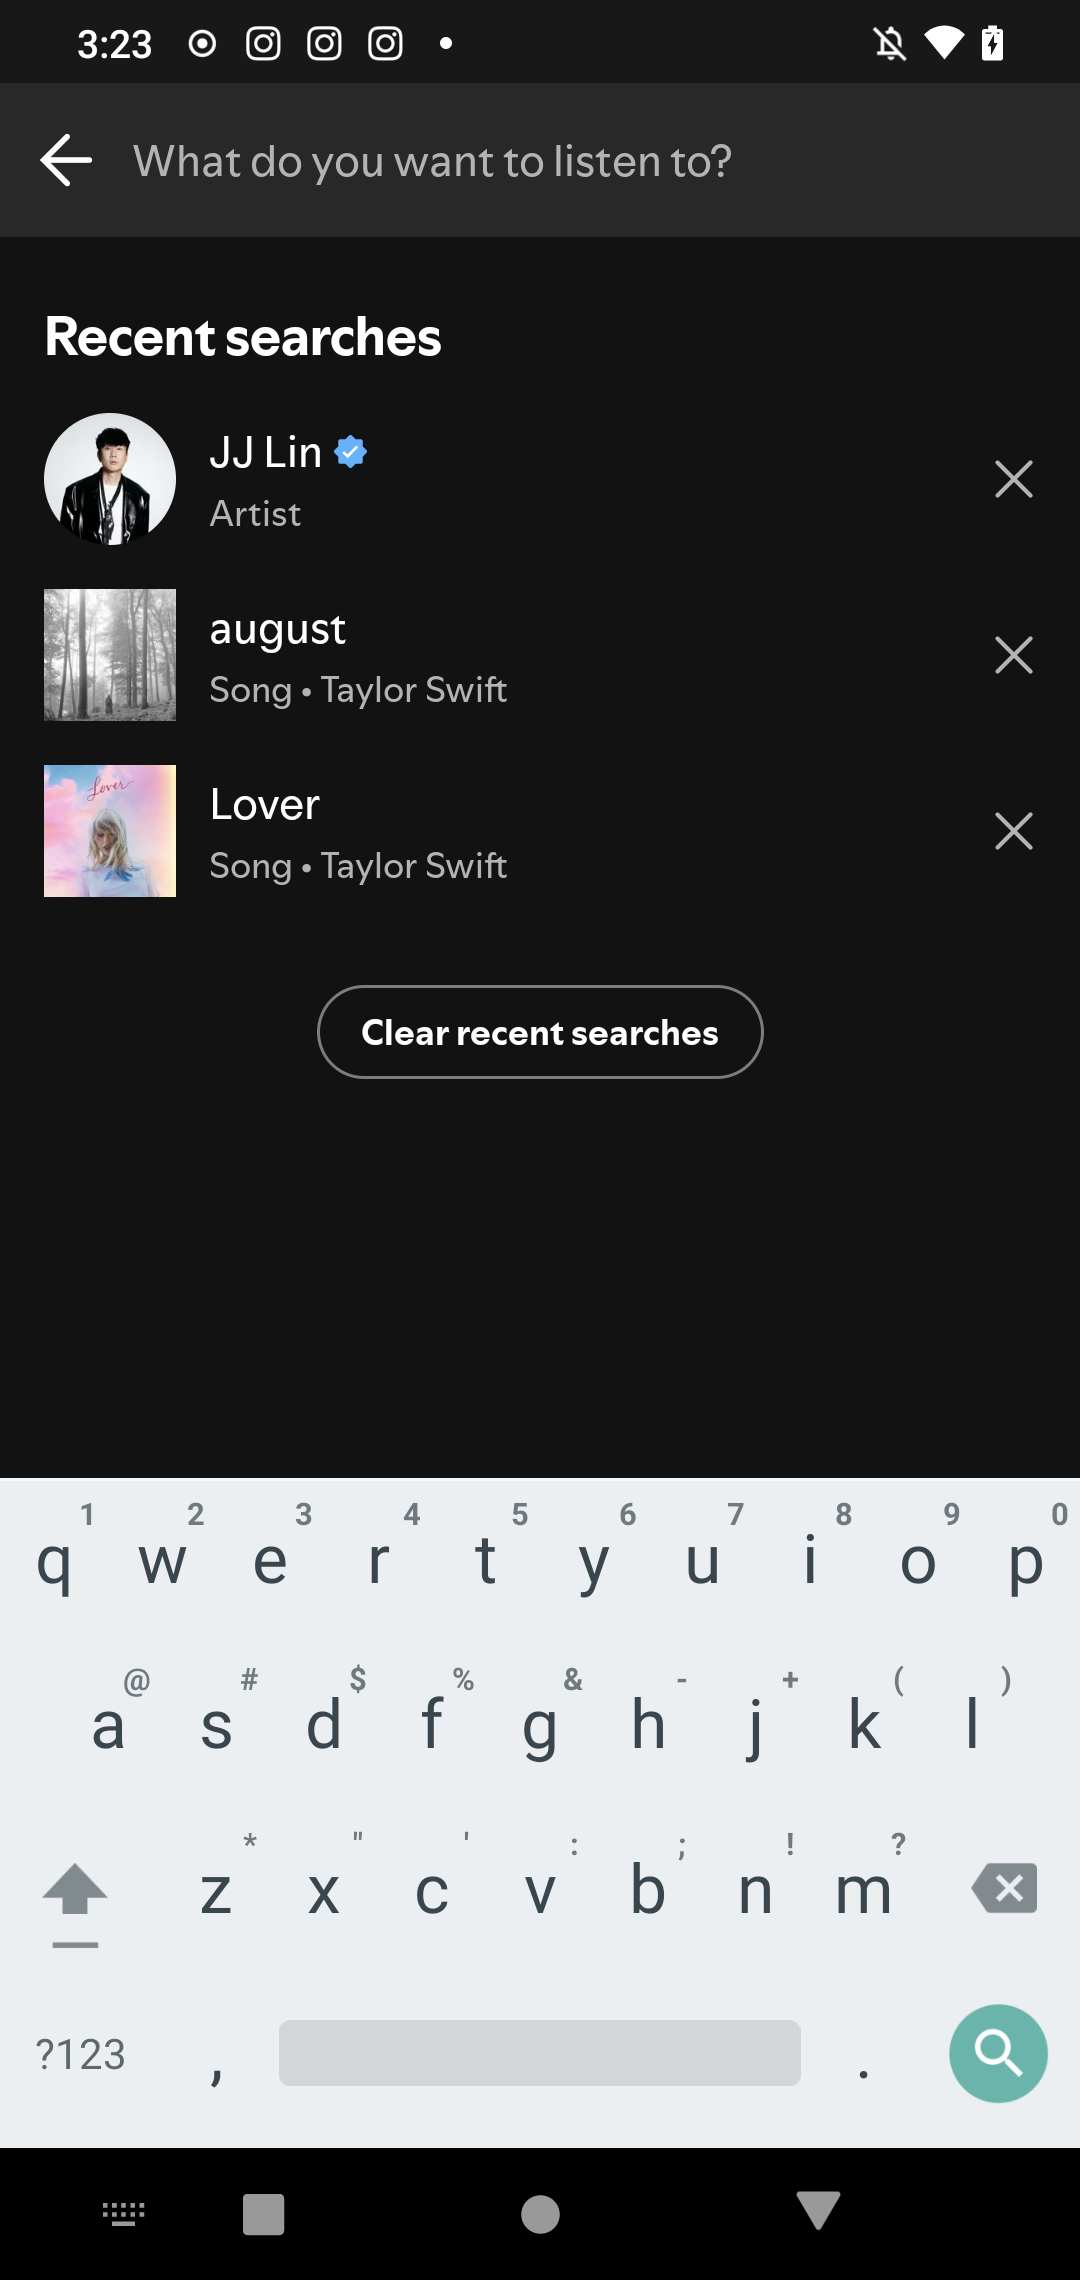 3:23
What do you want to listen to?
Recent searches
JJ Lin
Artist
august
Song • Taylor Swift
Lover
Lover
Song • Taylor Swift
Clear recent searches
1 2 3 4 5 6 7 8 9 0
q w e r t y u i o p
@ # $ % & - + ( )
a s d f g h j k l
* " ' : ; ! ?
z x c v b n m
?123 , .